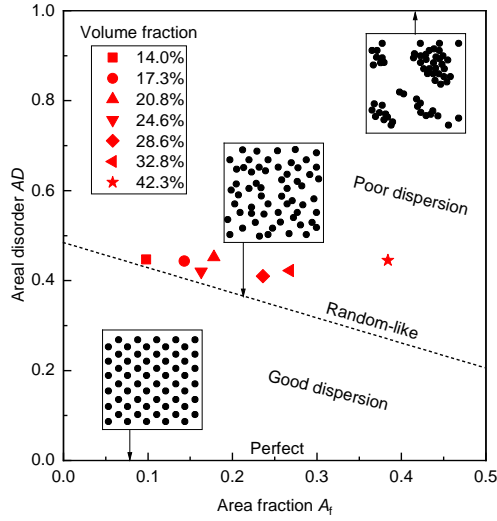 Volume fraction
14.0%
17.3%
20.8%
24.6%
28.6%
32.8%
42.3%
Poor dispersion
Random-like
Good dispersion
Perfect
Areal disorder AD
1.0
0.8
0.6
0.4
0.2
0.0
0.0 0.1 0.2 0.3 0.4 0.5
Area fraction Af